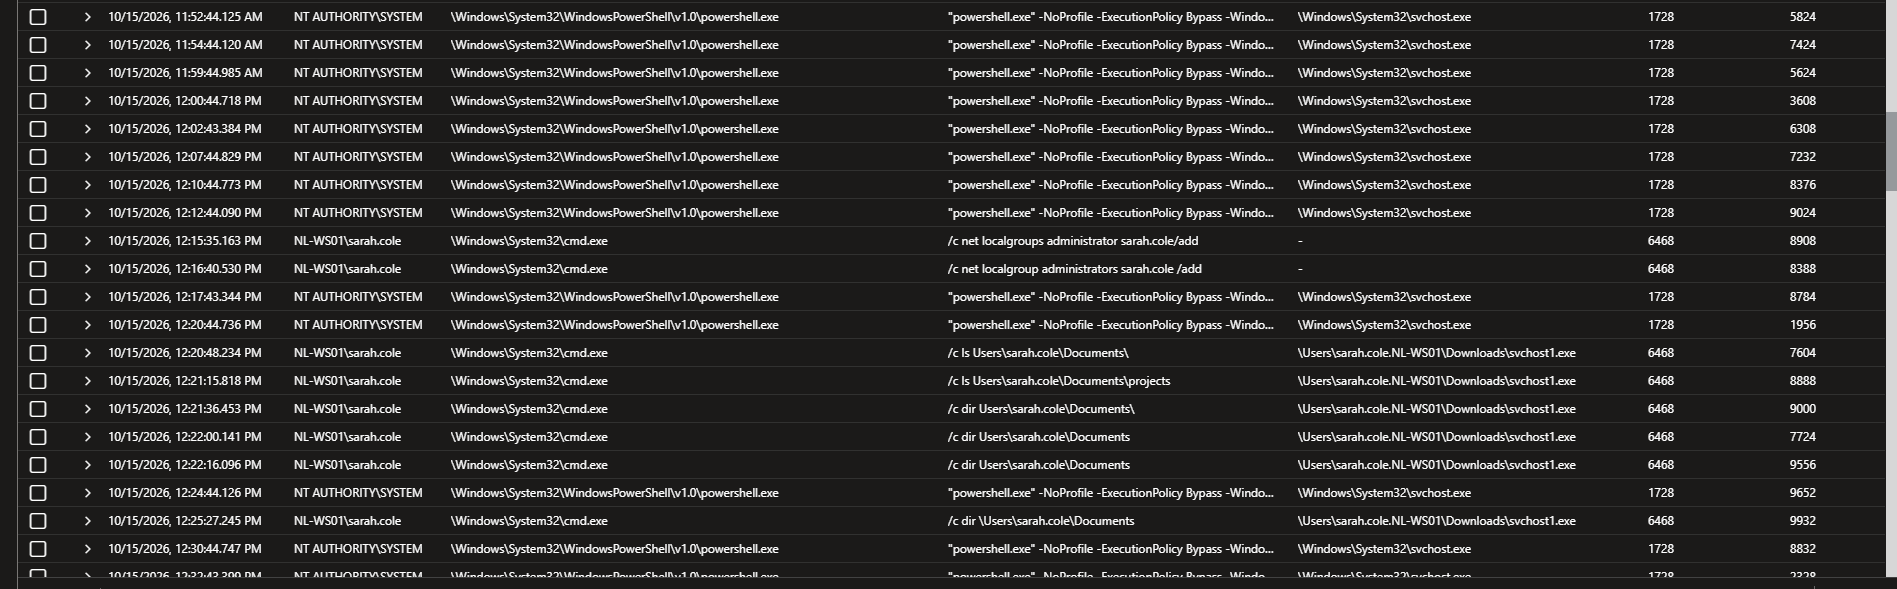 10/15/2026, 11:52:44.125 AM NT AUTHORITY\SYSTEM \Windows\System32\WindowsPowerShell\v1.0\powershell.exe "powershell.exe" -NoProfile -ExecutionPolicy Bypass -Windo... \Windows\System32\svchost.exe 1728 5824
10/15/2026, 11:54:44.120 AM NT AUTHORITY\SYSTEM \Windows\System32\WindowsPowerShell\v1.0\powershell.exe "powershell.exe" -NoProfile -ExecutionPolicy Bypass -Windo... \Windows\System32\svchost.exe 1728 7424
10/15/2026, 11:59:44.985 AM NT AUTHORITY\SYSTEM \Windows\System32\WindowsPowerShell\v1.0\powershell.exe "powershell.exe" -NoProfile -ExecutionPolicy Bypass -Windo... \Windows\System32\svchost.exe 1728 5624
10/15/2026, 12:00:44.718 PM NT AUTHORITY\SYSTEM \Windows\System32\WindowsPowerShell\v1.0\powershell.exe "powershell.exe" -NoProfile -ExecutionPolicy Bypass -Windo... \Windows\System32\svchost.exe 1728 3608
10/15/2026, 12:02:43.384 PM NT AUTHORITY\SYSTEM \Windows\System32\WindowsPowerShell\v1.0\powershell.exe "powershell.exe" -NoProfile -ExecutionPolicy Bypass -Windo... \Windows\System32\svchost.exe 1728 6308
10/15/2026, 12:07:44.829 PM NT AUTHORITY\SYSTEM \Windows\System32\WindowsPowerShell\v1.0\powershell.exe "powershell.exe" -NoProfile -ExecutionPolicy Bypass -Windo... \Windows\System32\svchost.exe 1728 7232
10/15/2026, 12:10:44.773 PM NT AUTHORITY\SYSTEM \Windows\System32\WindowsPowerShell\v1.0\powershell.exe "powershell.exe" -NoProfile -ExecutionPolicy Bypass -Windo... \Windows\System32\svchost.exe 1728 8376
10/15/2026, 12:12:44.090 PM NT AUTHORITY\SYSTEM \Windows\System32\WindowsPowerShell\v1.0\powershell.exe "powershell.exe" -NoProfile -ExecutionPolicy Bypass -Windo... \Windows\System32\svchost.exe 1728 9024
10/15/2026, 12:15:35.163 PM NL-WS01\sarah.cole \Windows\System32\cmd.exe /c net localgroups administrator sarah.cole/add - 6468 8908
10/15/2026, 12:16:40.530 PM NL-WS01\sarah.cole \Windows\System32\cmd.exe /c net localgroup administrators sarah.cole /add - 6468 8388
10/15/2026, 12:17:43.344 PM NT AUTHORITY\SYSTEM \Windows\System32\WindowsPowerShell\v1.0\powershell.exe "powershell.exe" -NoProfile -ExecutionPolicy Bypass -Windo... \Windows\System32\svchost.exe 1728 8784
10/15/2026, 12:20:44.736 PM NT AUTHORITY\SYSTEM \Windows\System32\WindowsPowerShell\v1.0\powershell.exe "powershell.exe" -NoProfile -ExecutionPolicy Bypass -Windo... \Windows\System32\svchost.exe 1728 1956
10/15/2026, 12:20:48.234 PM NL-WS01\sarah.cole \Windows\System32\cmd.exe /c ls Users\sarah.cole\Documents\ \Users\sarah.cole.NL-WS01\Downloads\svchost1.exe 6468 7604
10/15/2026, 12:21:15.818 PM NL-WS01\sarah.cole \Windows\System32\cmd.exe /c ls Users\sarah.cole\Documents\projects \Users\sarah.cole.NL-WS01\Downloads\svchost1.exe 6468 8888
10/15/2026, 12:21:36.453 PM NL-WS01\sarah.cole \Windows\System32\cmd.exe /c dir Users\sarah.cole\Documents\ \Users\sarah.cole.NL-WS01\Downloads\svchost1.exe 6468 9000
10/15/2026, 12:22:00.141 PM NL-WS01\sarah.cole \Windows\System32\cmd.exe /c dir Users\sarah.cole\Documents \Users\sarah.cole.NL-WS01\Downloads\svchost1.exe 6468 7724
10/15/2026, 12:22:16.096 PM NL-WS01\sarah.cole \Windows\System32\cmd.exe /c dir Users\sarah.cole\Documents \Users\sarah.cole.NL-WS01\Downloads\svchost1.exe 6468 9556
10/15/2026, 12:24:44.126 PM NT AUTHORITY\SYSTEM \Windows\System32\WindowsPowerShell\v1.0\powershell.exe "powershell.exe" -NoProfile -ExecutionPolicy Bypass -Windo... \Windows\System32\svchost.exe 1728 9652
10/15/2026, 12:25:27.245 PM NL-WS01\sarah.cole \Windows\System32\cmd.exe /c dir \Users\sarah.cole\Documents \Users\sarah.cole.NL-WS01\Downloads\svchost1.exe 6468 9932
10/15/2026, 12:30:44.747 PM NT AUTHORITY\SYSTEM \Windows\System32\WindowsPowerShell\v1.0\powershell.exe "powershell.exe" -NoProfile -ExecutionPolicy Bypass -Windo... \Windows\System32\svchost.exe 1728 8832
10/15/2026, 12:32:43.399 PM NT AUTHORITY\SYSTEM \Windows\System32\WindowsPowerShell\v1.0\powershell.exe "powershell.exe" -NoProfile -ExecutionPolicy Bypass -Windo... \Windows\System32\svchost.exe 1728 2328